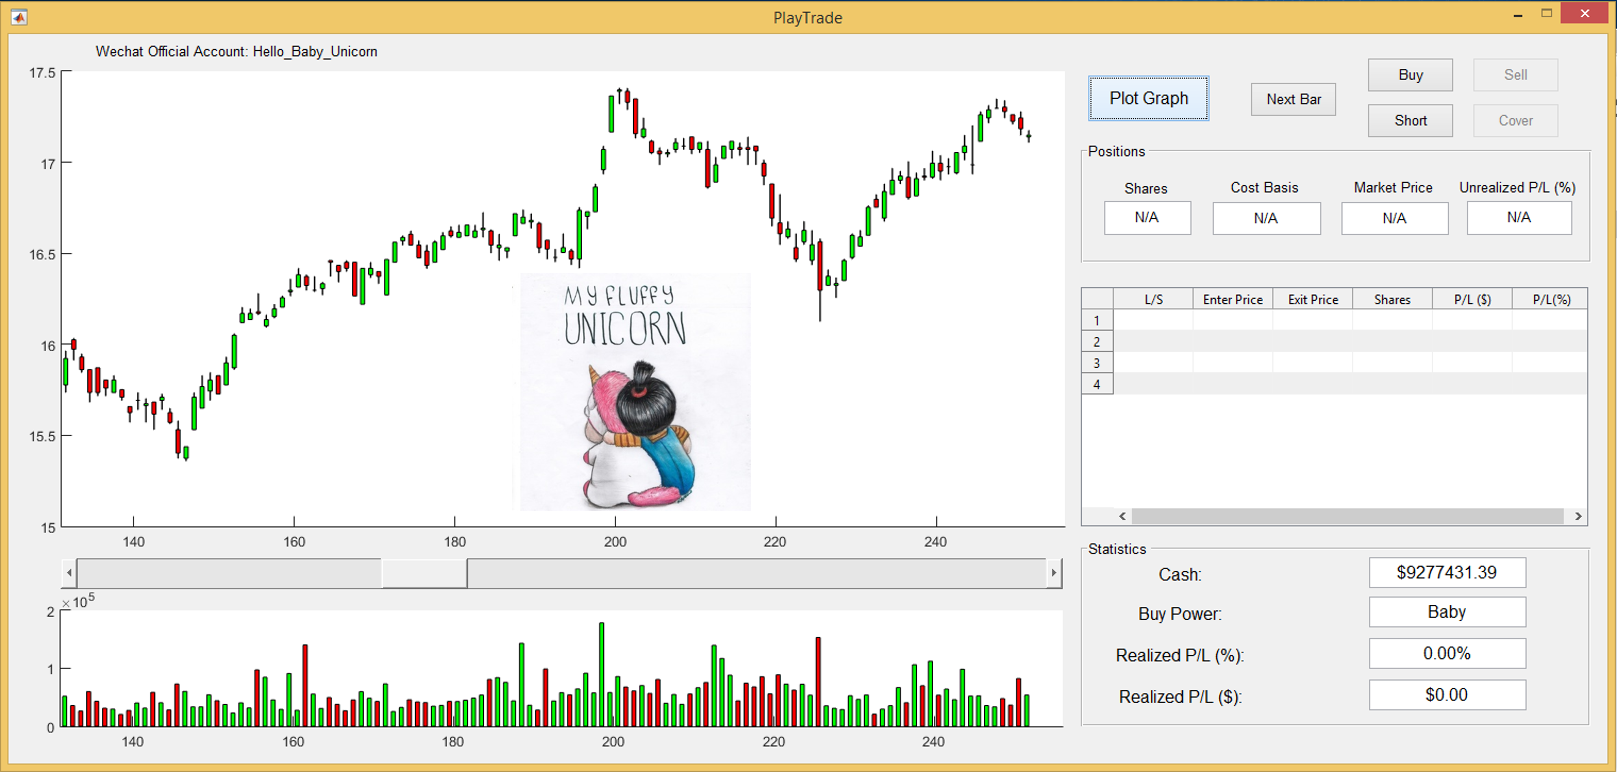 PlayTrade
Wechat Official Account: Hello_Baby_Unicorn
17.5
17
16.5
16
15.5
15
140 160 180 200 220 240
MY FLUFFY
UNICORN
×10^5
2
1
0
140 160 180 200 220 240
Plot Graph
Next Bar
Buy Sell
Short Cover
Positions
Shares Cost Basis Market Price Unrealized P/L (%)
N/A N/A N/A N/A
L/S Enter Price Exit Price Shares P/L ($) P/L(%)
1
2
3
4
Statistics
Cash: $9277431.39
Buy Power: Baby
Realized P/L (%): 0.00%
Realized P/L ($): $0.00